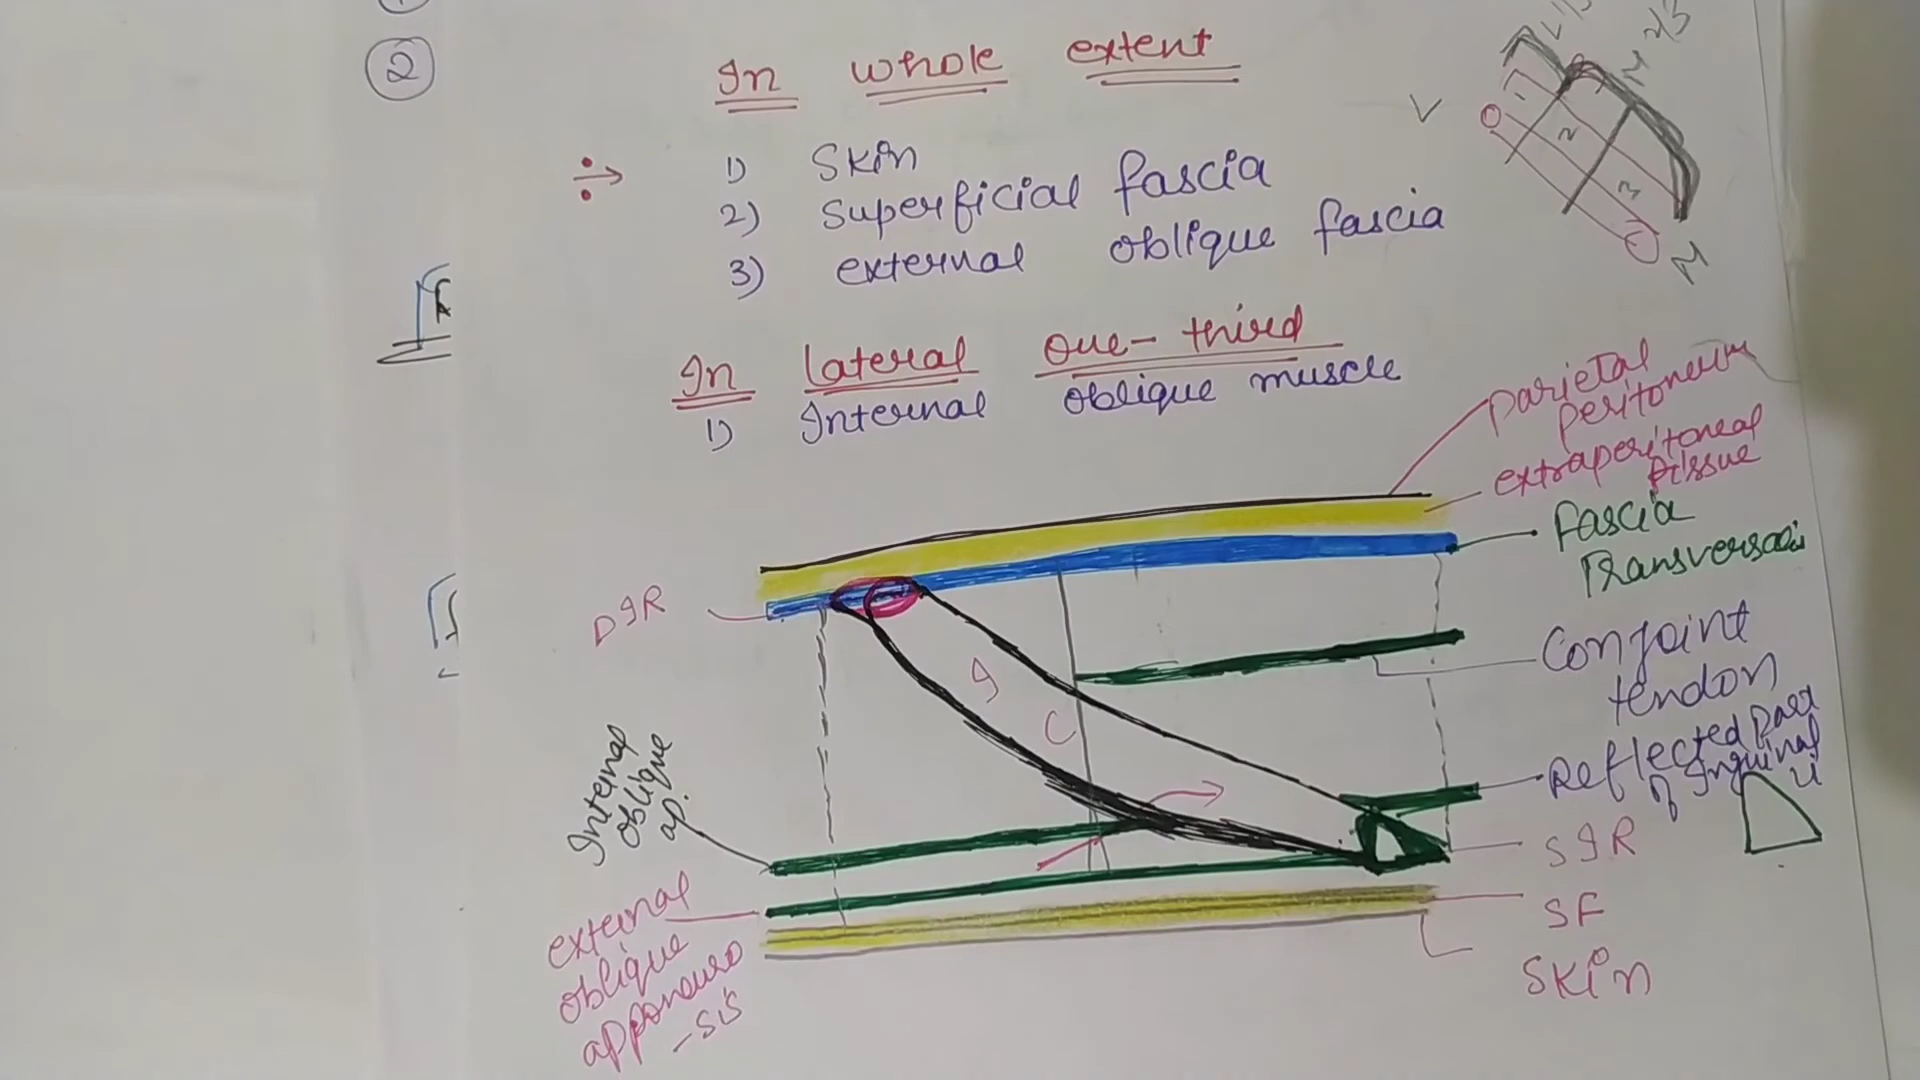 2
In whole extent
1) Skin
2) superficial fascia
3) external oblique fascia
In lateral one-third
1) Internal oblique muscle
parietal
peritoneum
extraperitoneal
tissue
fascia
Transversalis
DIR
I
C
Conjoint
tendon
Reflected part
of Inguinal
li
Internal
oblique
ap.
SIR
SF
Skin
external
oblique
apponeuro
-sis